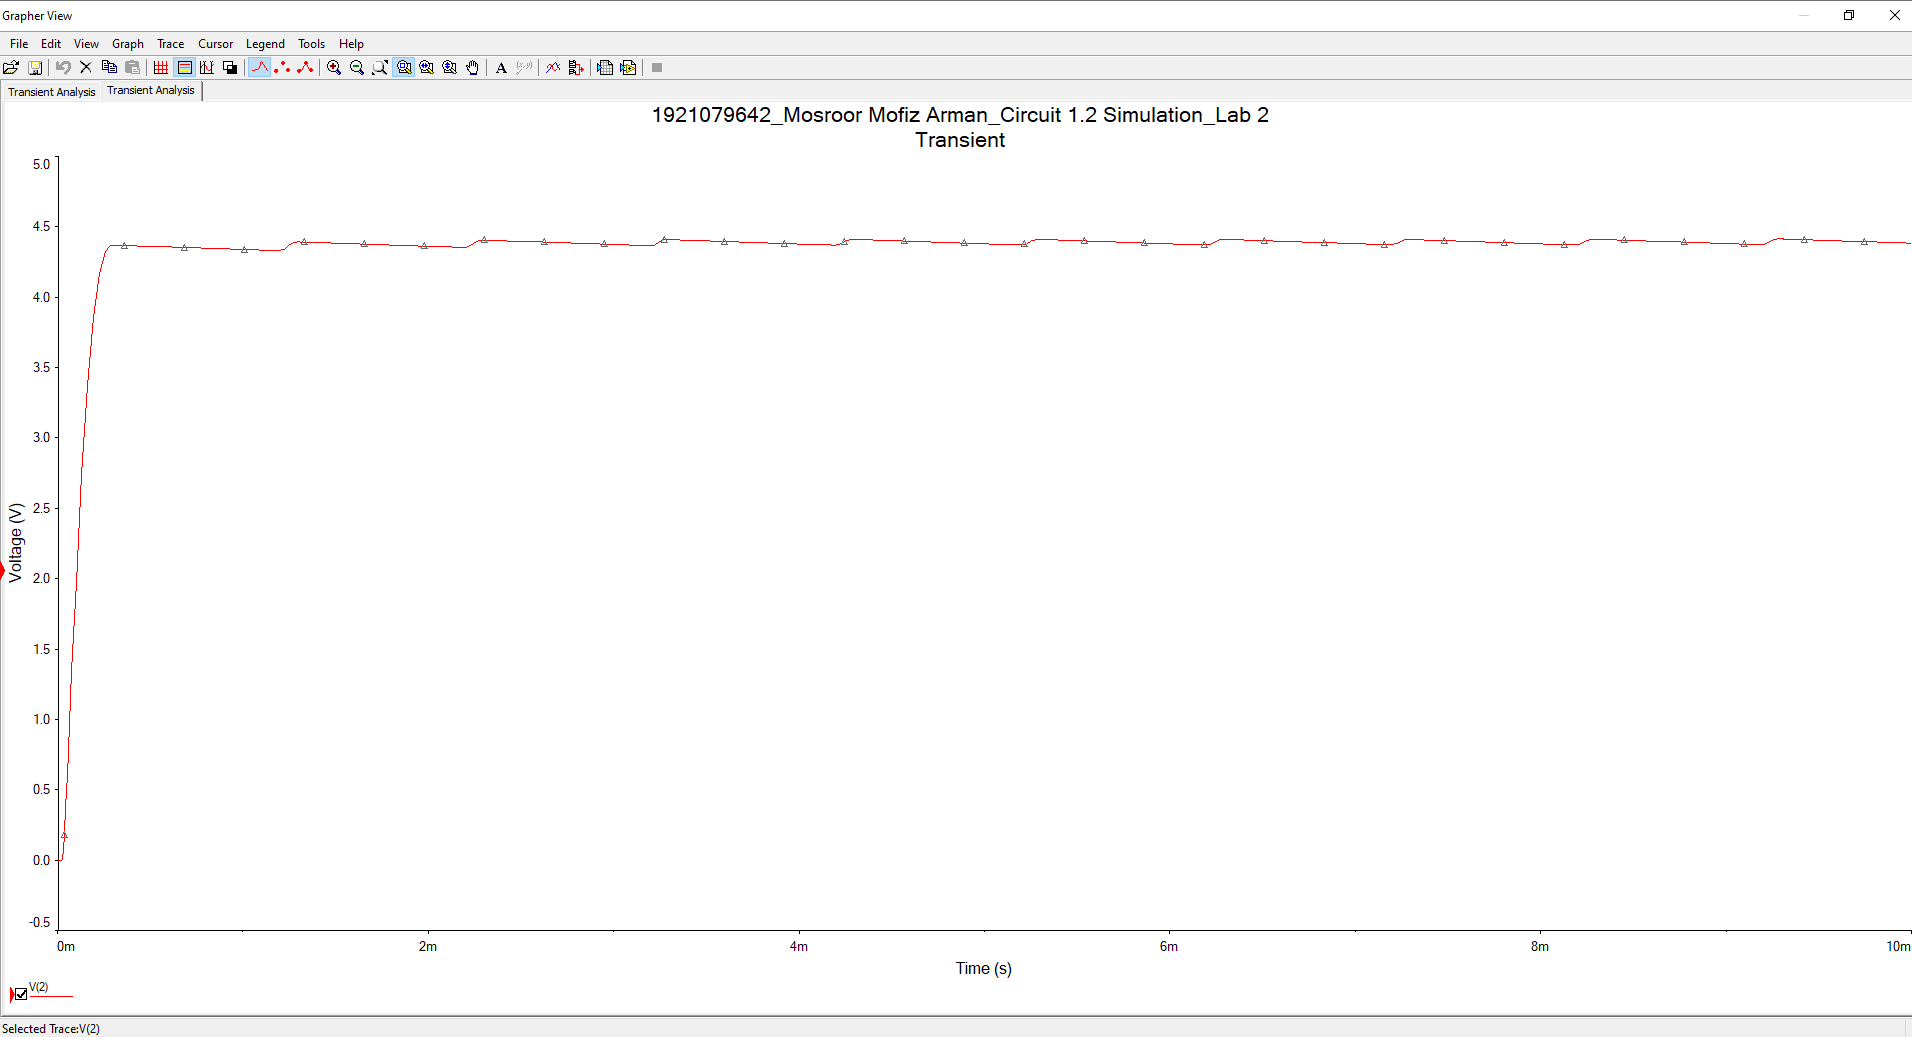 Grapher View
File Edit View Graph Trace Cursor Legend Tools Help
A
Transient Analysis Transient Analysis
1921079642_Mosroor Mofiz Arman_Circuit 1.2 Simulation_Lab 2
Transient
5.0
4.5
4.0
3.5
3.0
2.5
2.0
1.5
1.0
0.5
0.0
-0.5
Voltage (V)
0m 2m 4m 6m 8m 10m
Time (s)
V(2)
Selected Trace:V(2)